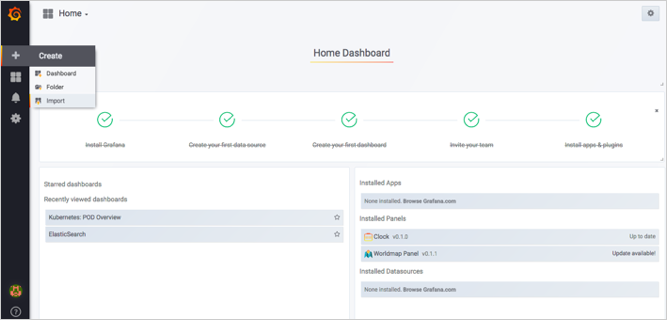 Home
Create
Dashboard
Folder
Import
Home Dashboard
Install Grafana
Create your first data source
Create your first dashboard
Invite your team
Install apps & plugins
Starred dashboards
Recently viewed dashboards
Kubernetes: POD Overview
ElasticSearch
Installed Apps
None installed. Browse Grafana.com
Installed Panels
Clock v0.1.0 Up to date
Worldmap Panel v0.1.1 Update available!
Installed Datasources
None installed. Browse Grafana.com